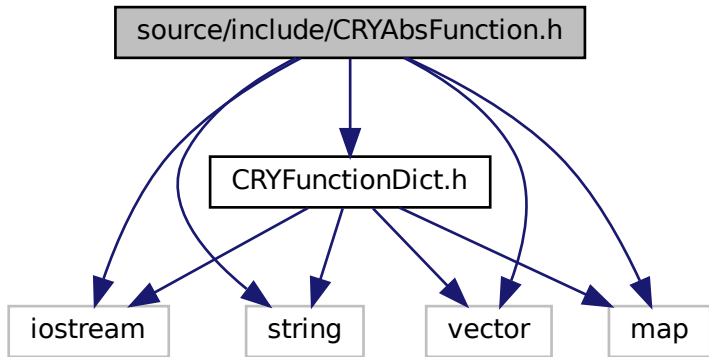 source/include/CRYAbsFunction.h
CRYFunctionDict.h
iostream
string
vector
map